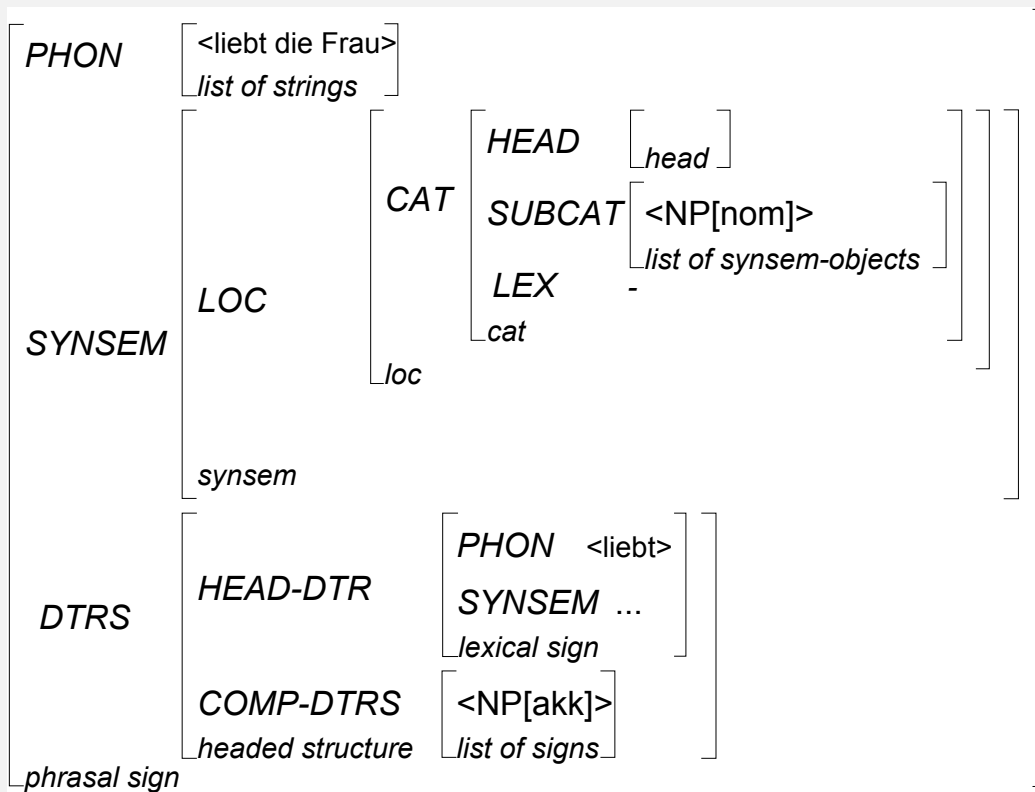 PHON <liebt die Frau>
list of strings
HEAD head
CAT SUBCAT <NP[nom]>
list of synsem-objects
LOC LEX -
SYNSEM cat
loc
synsem
PHON <liebt>
HEAD-DTR
DTRS SYNSEM ...
lexical sign
COMP-DTRS <NP[akk]>
headed structure list of signs
phrasal sign